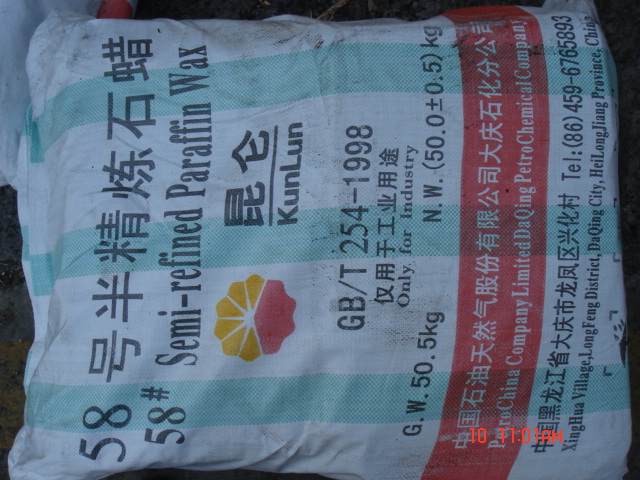 58号半精炼石蜡
58# Semi-refined Paraffin Wax
昆仑
KunLun
GB/T 254-1998
仅用于工业用途
Only for Industry
G.W.50.5kg N.W.(50.0±0.5)kg
中国石油天然气股份有限公司大庆石化分公司
PetroChina Company Limited DaQing PetroChemical Company
中国黑龙江省大庆市龙凤区兴化村 Tel:(86)459-6765893
XingHua Village,LongFeng District, DaQing City, HeiLongJiang Province, China
10 11:01AM